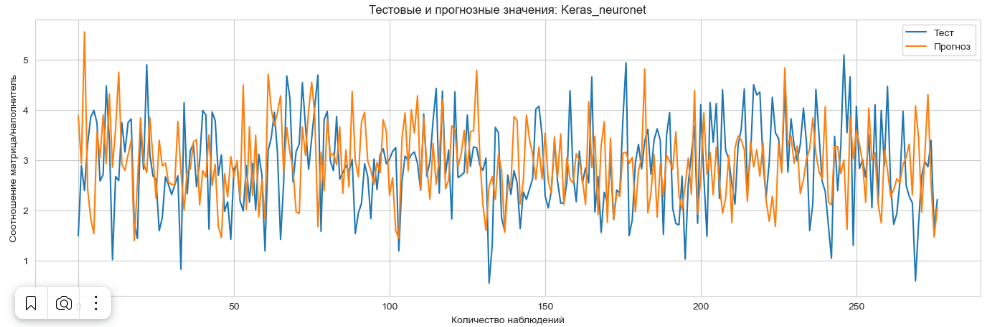 Тестовые и прогнозные значения: Keras_neuronet
Тест
Прогноз
Соотношение матрица/наполнитель
5
4
3
2
1
0
50
100
150
200
250
Количество наблюдений